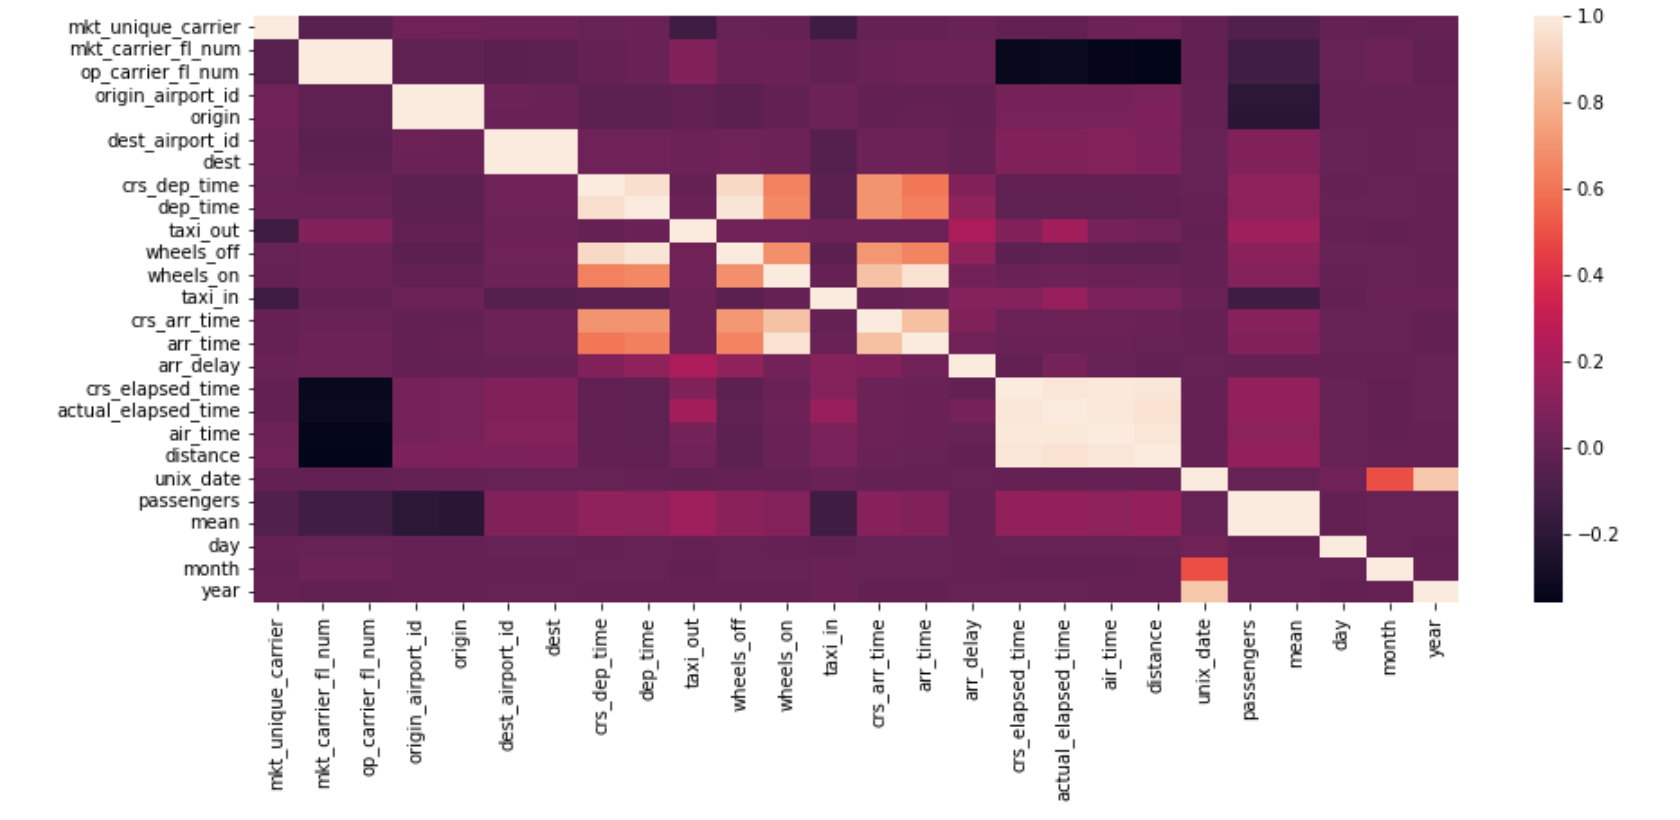 mkt_unique_carrier
mkt_carrier_fl_num
op_carrier_fl_num
origin_airport_id
origin
dest_airport_id
dest
crs_dep_time
dep_time
taxi_out
wheels_off
wheels_on
taxi_in
crs_arr_time
arr_time
arr_delay
crs_elapsed_time
actual_elapsed_time
air_time
distance
unix_date
passengers
mean
day
month
year
mkt_unique_carrier
mkt_carrier_fl_num
op_carrier_fl_num
origin_airport_id
origin
dest_airport_id
dest
crs_dep_time
dep_time
taxi_out
wheels_off
wheels_on
taxi_in
crs_arr_time
arr_time
arr_delay
crs_elapsed_time
actual_elapsed_time
air_time
distance
unix_date
passengers
mean
day
month
year
1.0
0.8
0.6
0.4
0.2
0.0
−0.2